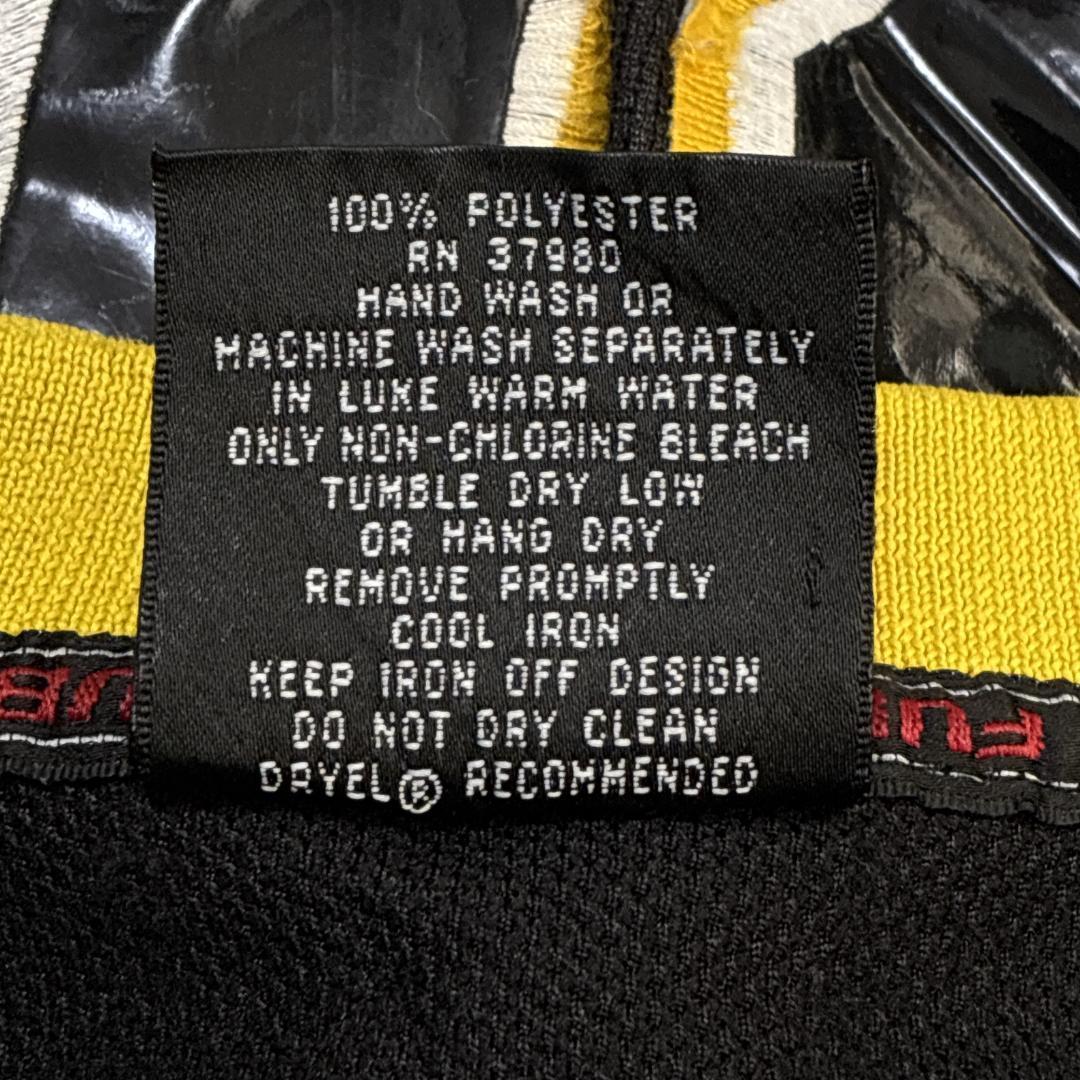 100% POLYESTER
RN 37980
HAND WASH OR
MACHINE WASH SEPARATELY
IN LUKE WARM WATER
ONLY NON-CHLORINE BLEACH
TUMBLE DRY LOW
OR HANG DRY
REMOVE PROMPTLY
COOL IRON
KEEP IRON OFF DESIGN
DO NOT DRY CLEAN
DRYEL® RECOMMENDED